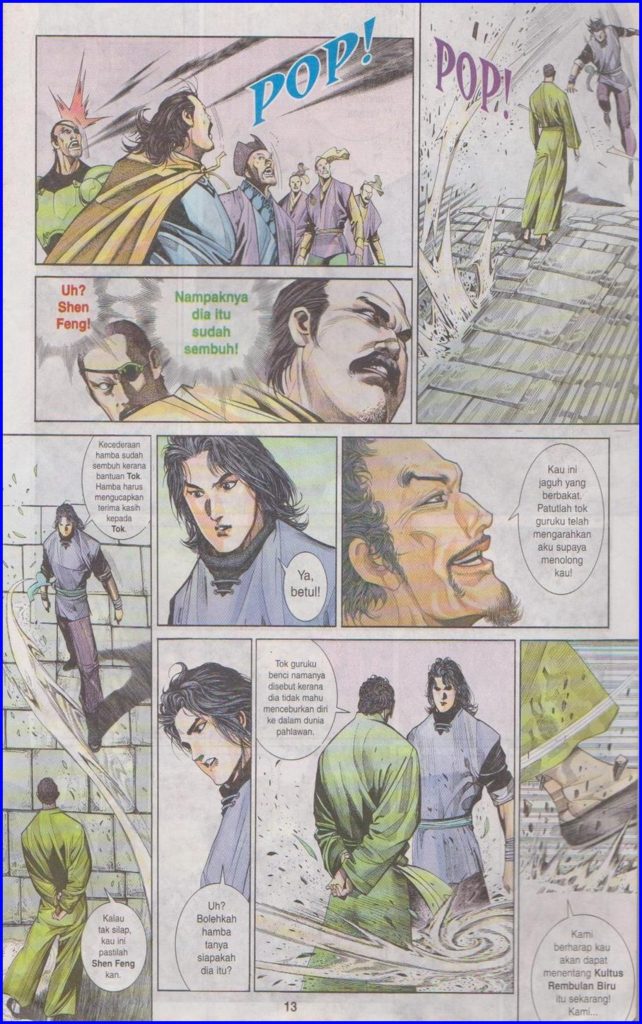 POP!
POP!
Uh?
Shen
Feng!
Nampaknya
dia itu
sudah
sembuh!
Kecederaan
hamba sudah
sembuh kerana
bantuan Tok.
Hamba harus
mengucapkan
terima kasih
kepada
Tok.
Kalau
tak silap,
kau ini
pastilah
Shen Feng
kan.
Ya,
betul!
Kau ini
jaguh yang
berbakat.
Patutlah tok
guruku telah
mengarahkan
aku supaya
menolong
kau!
Uh?
Bolehkah
hamba
tanya
siapakah
dia itu?
Tok guruku
benci namanya
disebut kerana
dia tidak mahu
menceburkan diri
ke dalam dunia
pahlawan.
Kami
berharap kau
akan dapat
menentang Kultus
Rembulan Biru
itu sekarang!
Kami...
13